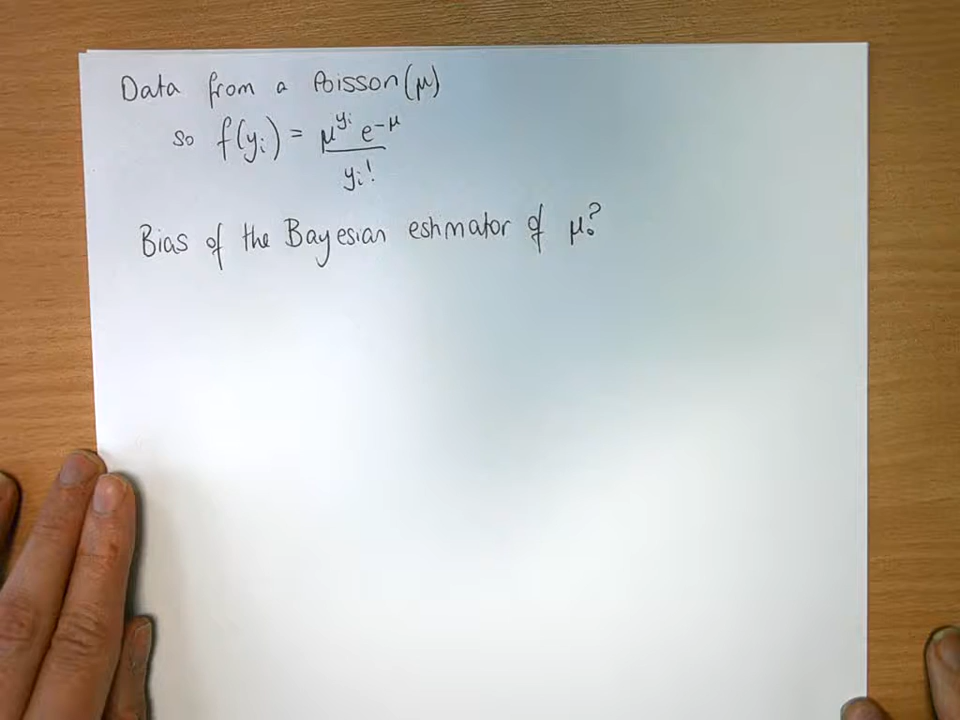 Data from a Poisson(μ)
so f(yᵢ) = μ^yᵢ e^-μ / yᵢ!
Bias of the Bayesian estimator of μ?